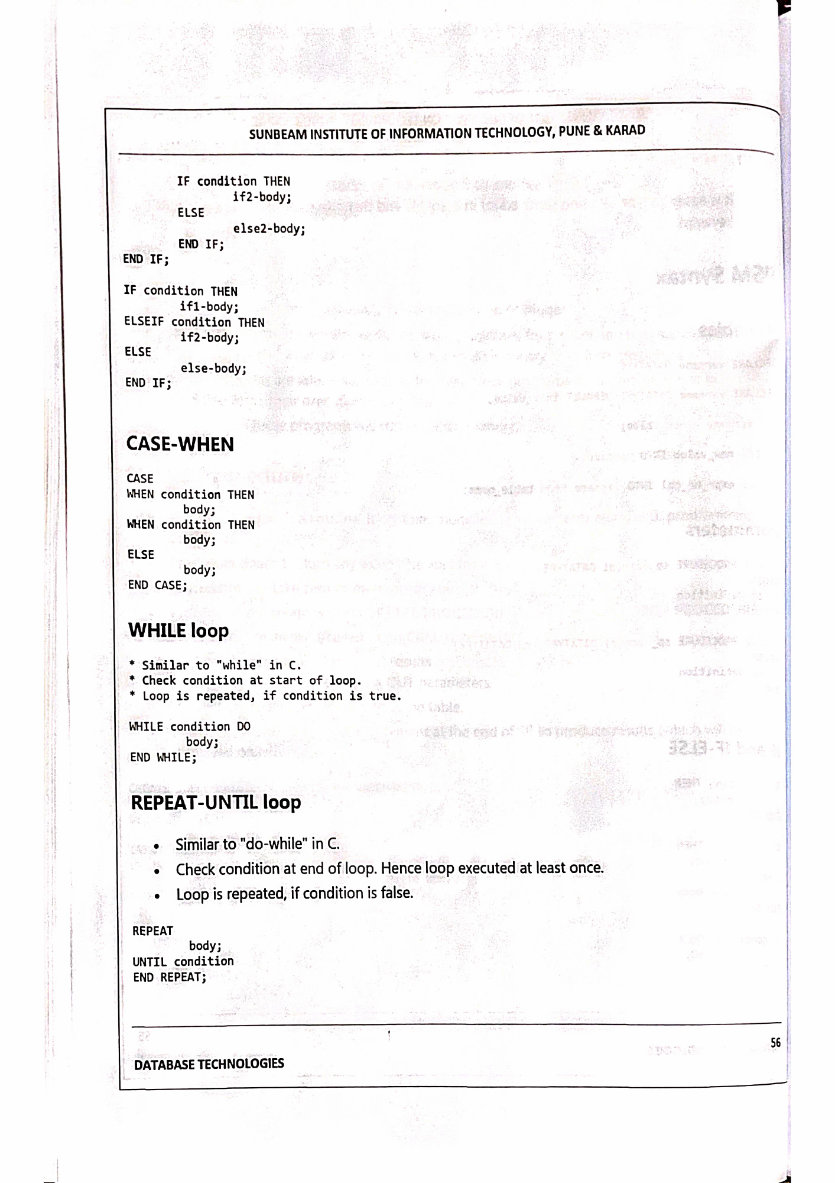 SUNBEAM INSTITUTE OF INFORMATION TECHNOLOGY, PUNE & KARAD
IF condition THEN
if2-body;
ELSE
else2-body;
END IF;
END IF;
IF condition THEN
if1-body;
ELSEIF condition THEN
if2-body;
ELSE
else-body;
END IF;
CASE-WHEN
CASE
WHEN condition THEN
body;
WHEN condition THEN
body;
ELSE
body;
END CASE;
WHILE loop
* Similar to "while" in C.
* Check condition at start of loop.
* Loop is repeated, if condition is true.
WHILE condition DO
body;
END WHILE;
REPEAT-UNTIL loop
• Similar to "do-while" in C.
• Check condition at end of loop. Hence loop executed at least once.
• Loop is repeated, if condition is false.
REPEAT
body;
UNTIL condition
END REPEAT;
56
DATABASE TECHNOLOGIES